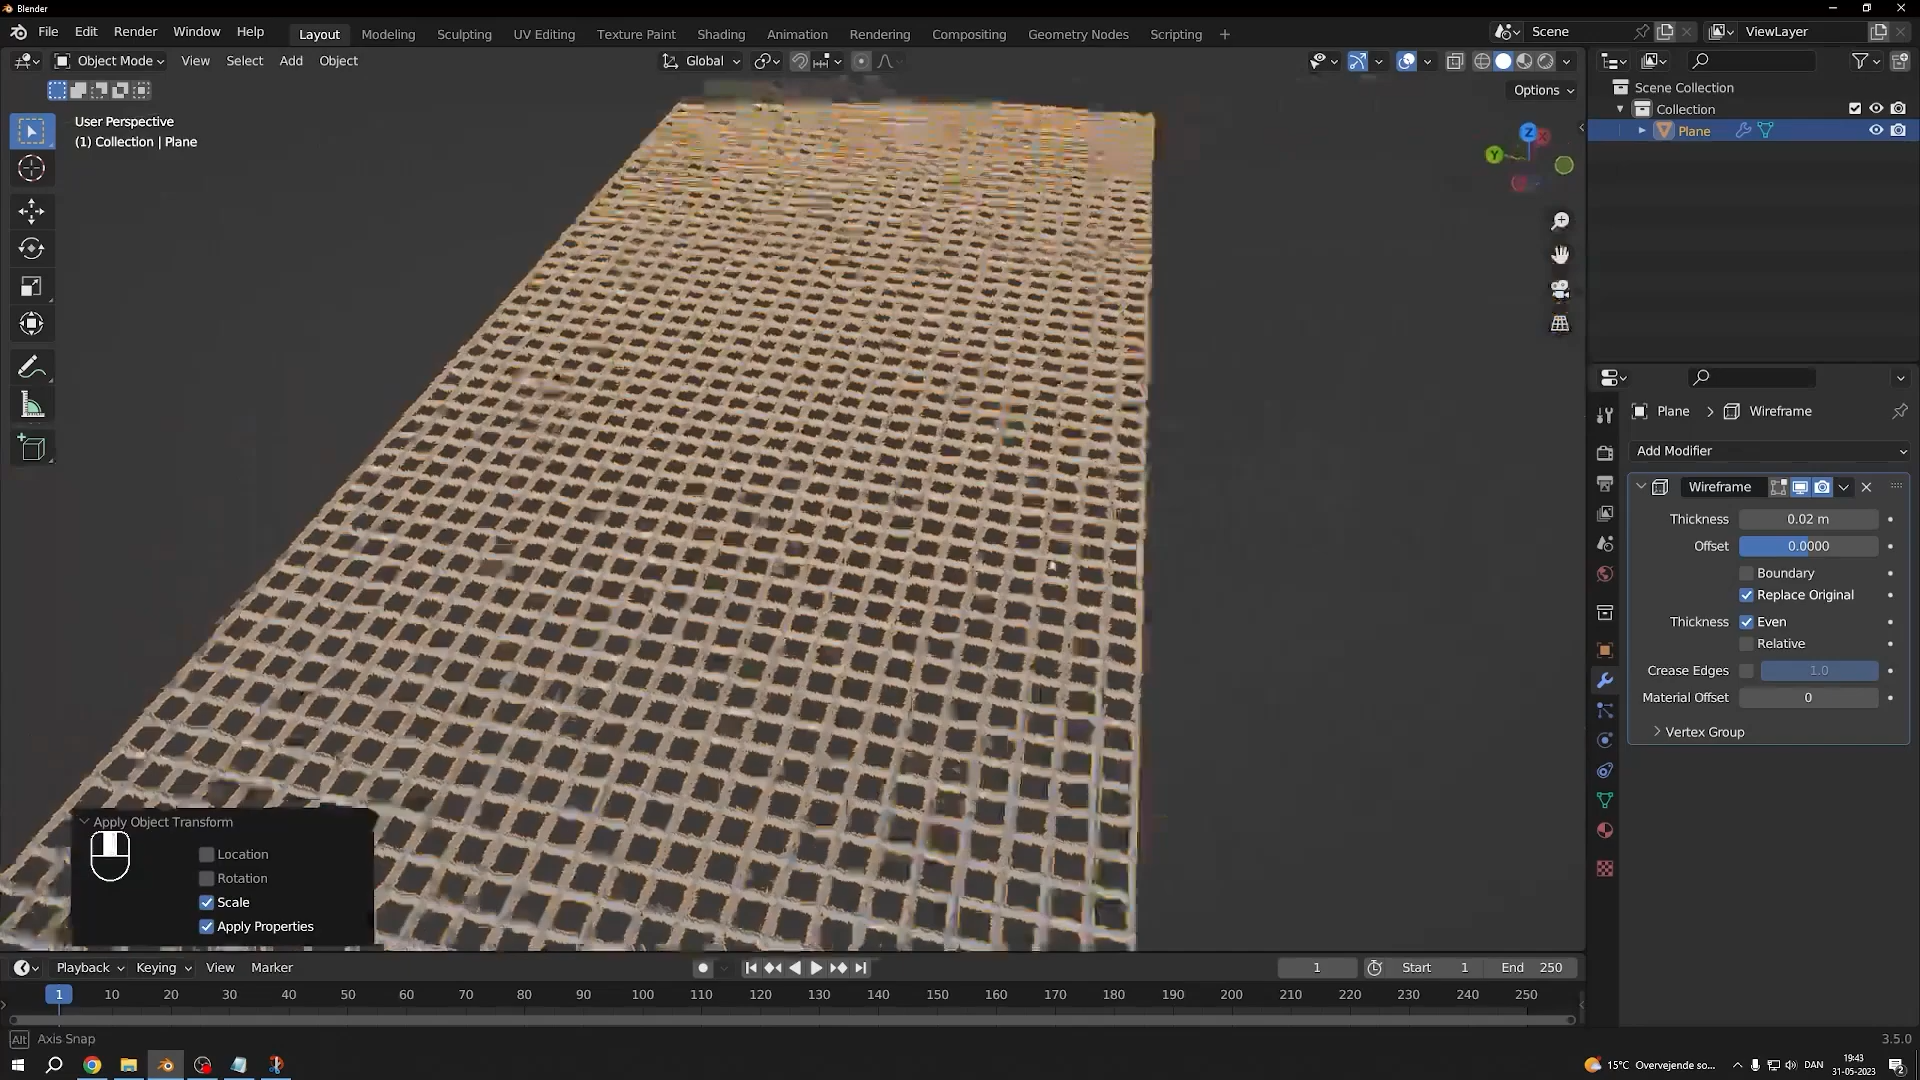 Blender
File Edit Render Window Help Layout Modeling Sculpting UV Editing Texture Paint Shading Animation Rendering Compositing Geometry Nodes Scripting + Scene ViewLayer
Object Mode View Select Add Object Global
Options
User Perspective
(1) Collection | Plane
Z
X
Y
Scene Collection
Collection
Plane
Plane > Wireframe
Add Modifier
Wireframe
Thickness 0.02 m
Offset 0.0000
Boundary
Replace Original
Thickness Even
Relative
Crease Edges 1.0
Material Offset 0
Vertex Group
Apply Object Transform
Location
Rotation
Scale
Apply Properties
Playback Keying View Marker 1 Start 1 End 250
1 10 20 30 40 50 60 70 80 90 100 110 120 130 140 150 160 170 180 190 200 210 220 230 240 250
Alt Axis Snap 3.5.0
15°C Overvejende so... DAN 19:43
31-05-2023
2